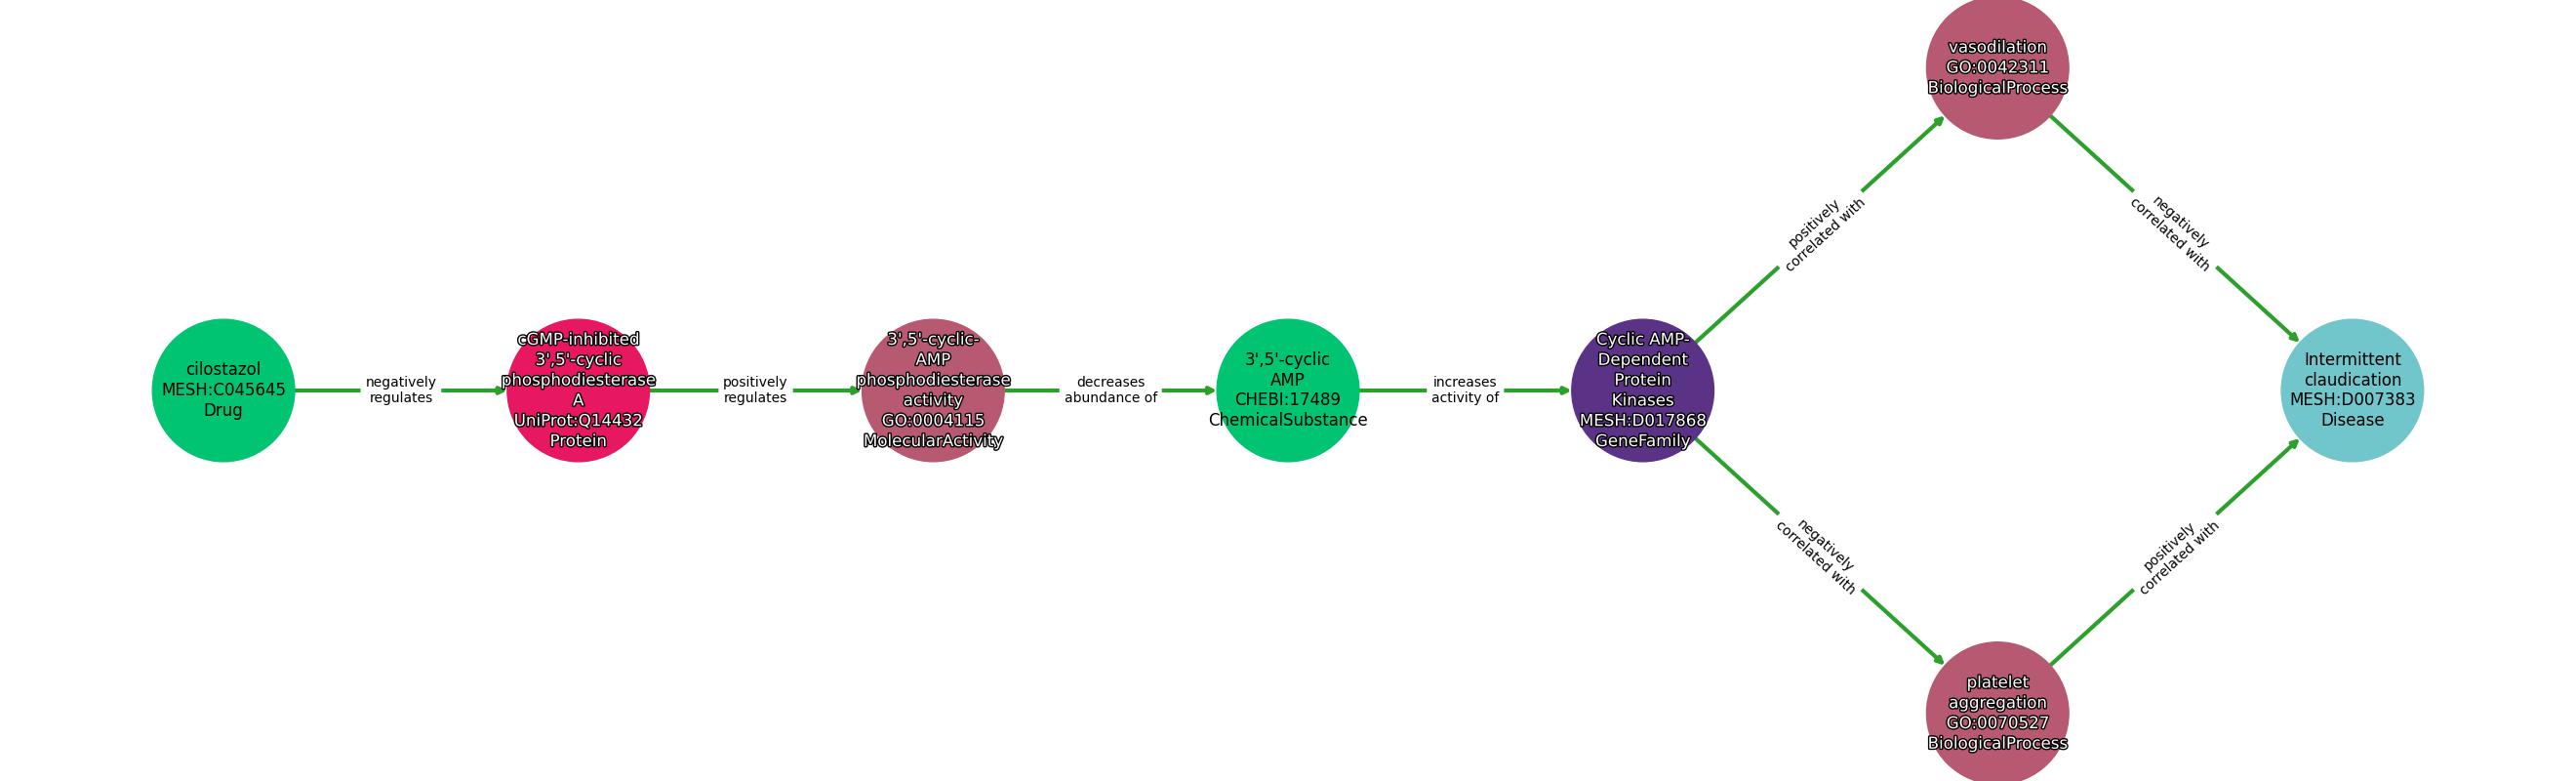 cilostazol
MESH:C045645
Drug
negatively
regulates
cGMP-inhibited
3',5'-cyclic
phosphodiesterase
A
UniProt:Q14432
Protein
positively
regulates
3',5'-cyclic-
AMP
phosphodiesterase
activity
GO:0004115
MolecularActivity
decreases
abundance of
3',5'-cyclic
AMP
CHEBI:17489
ChemicalSubstance
increases
activity of
Cyclic AMP-
Dependent
Protein
Kinases
MESH:D017868
GeneFamily
positively
correlated with
vasodilation
GO:0042311
BiologicalProcess
negatively
correlated with
negatively
correlated with
platelet
aggregation
GO:0070527
BiologicalProcess
positively
correlated with
Intermittent
claudication
MESH:D007383
Disease